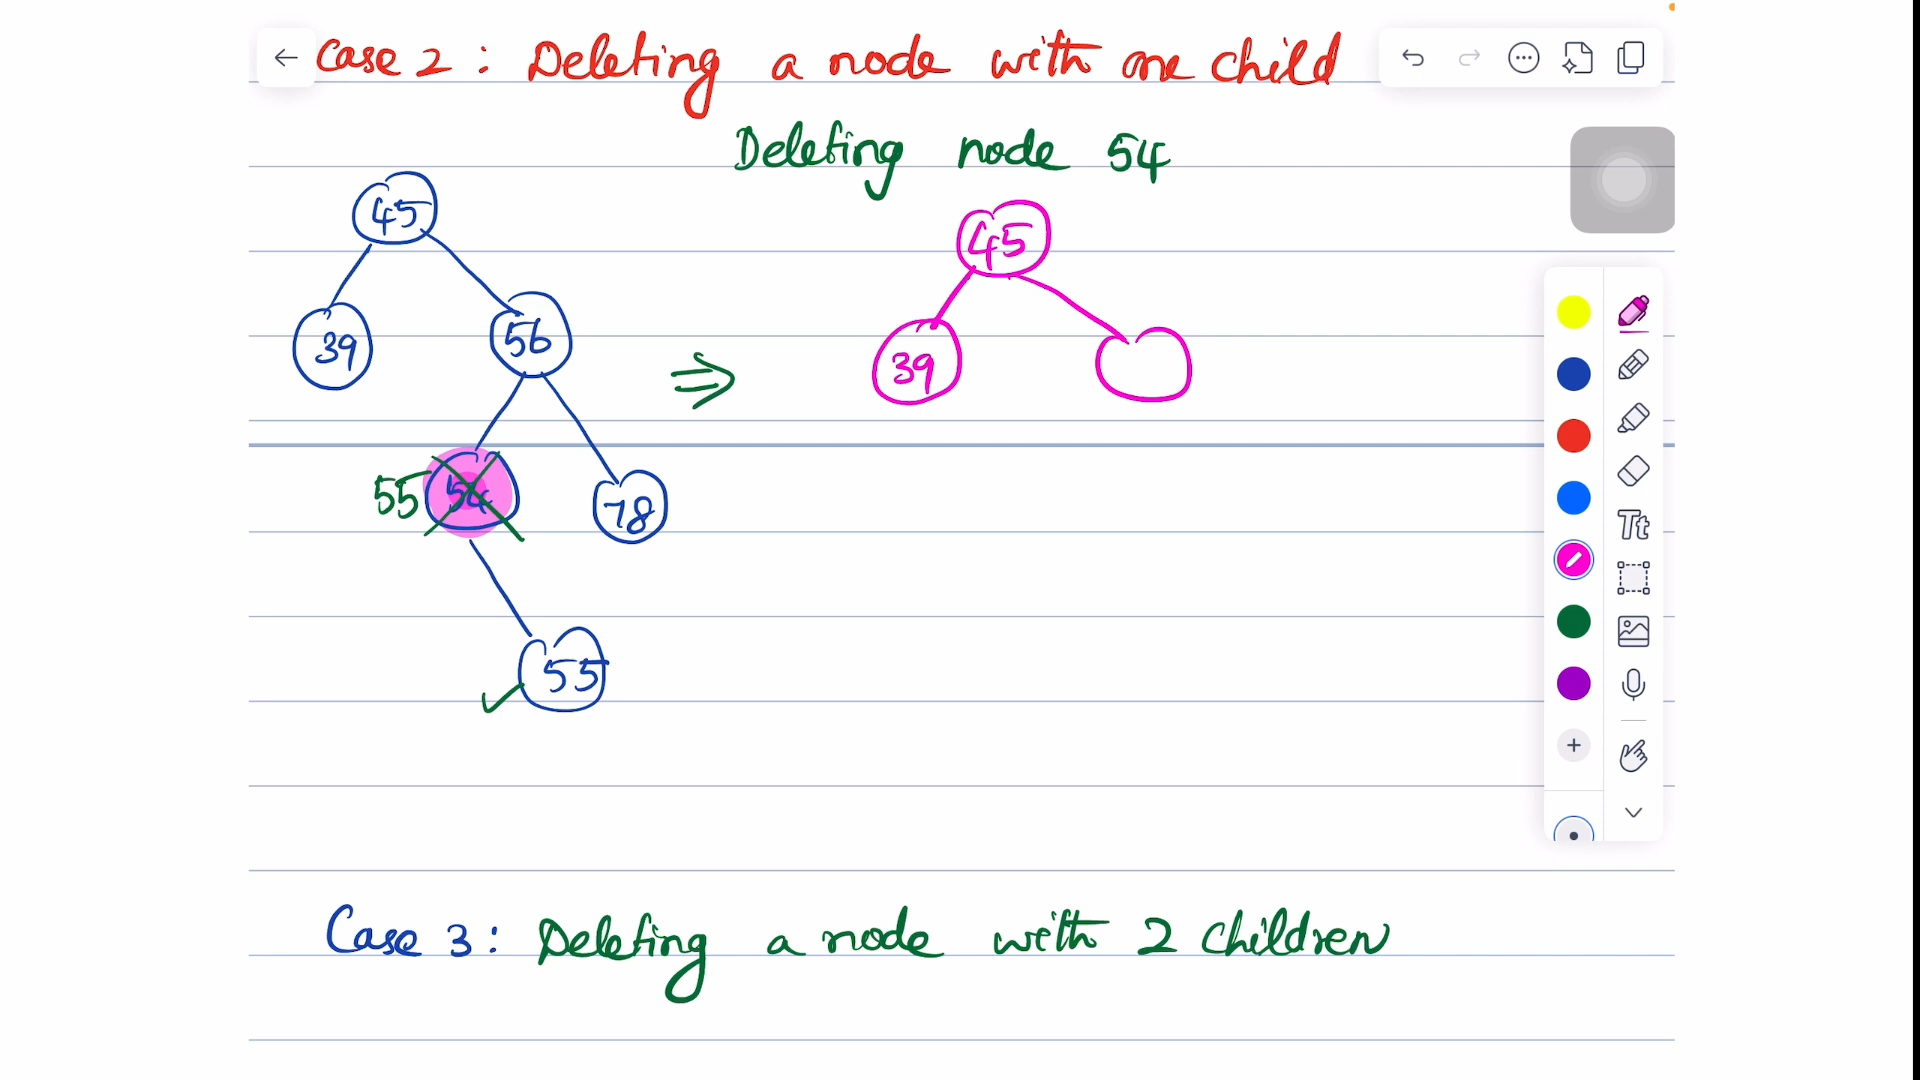 Case 2 : Deleting a node with one child
Deleting node 54
45
45
39
56
39
55
54
78
55
Case 3 : Deleting a node with 2 children
Tt